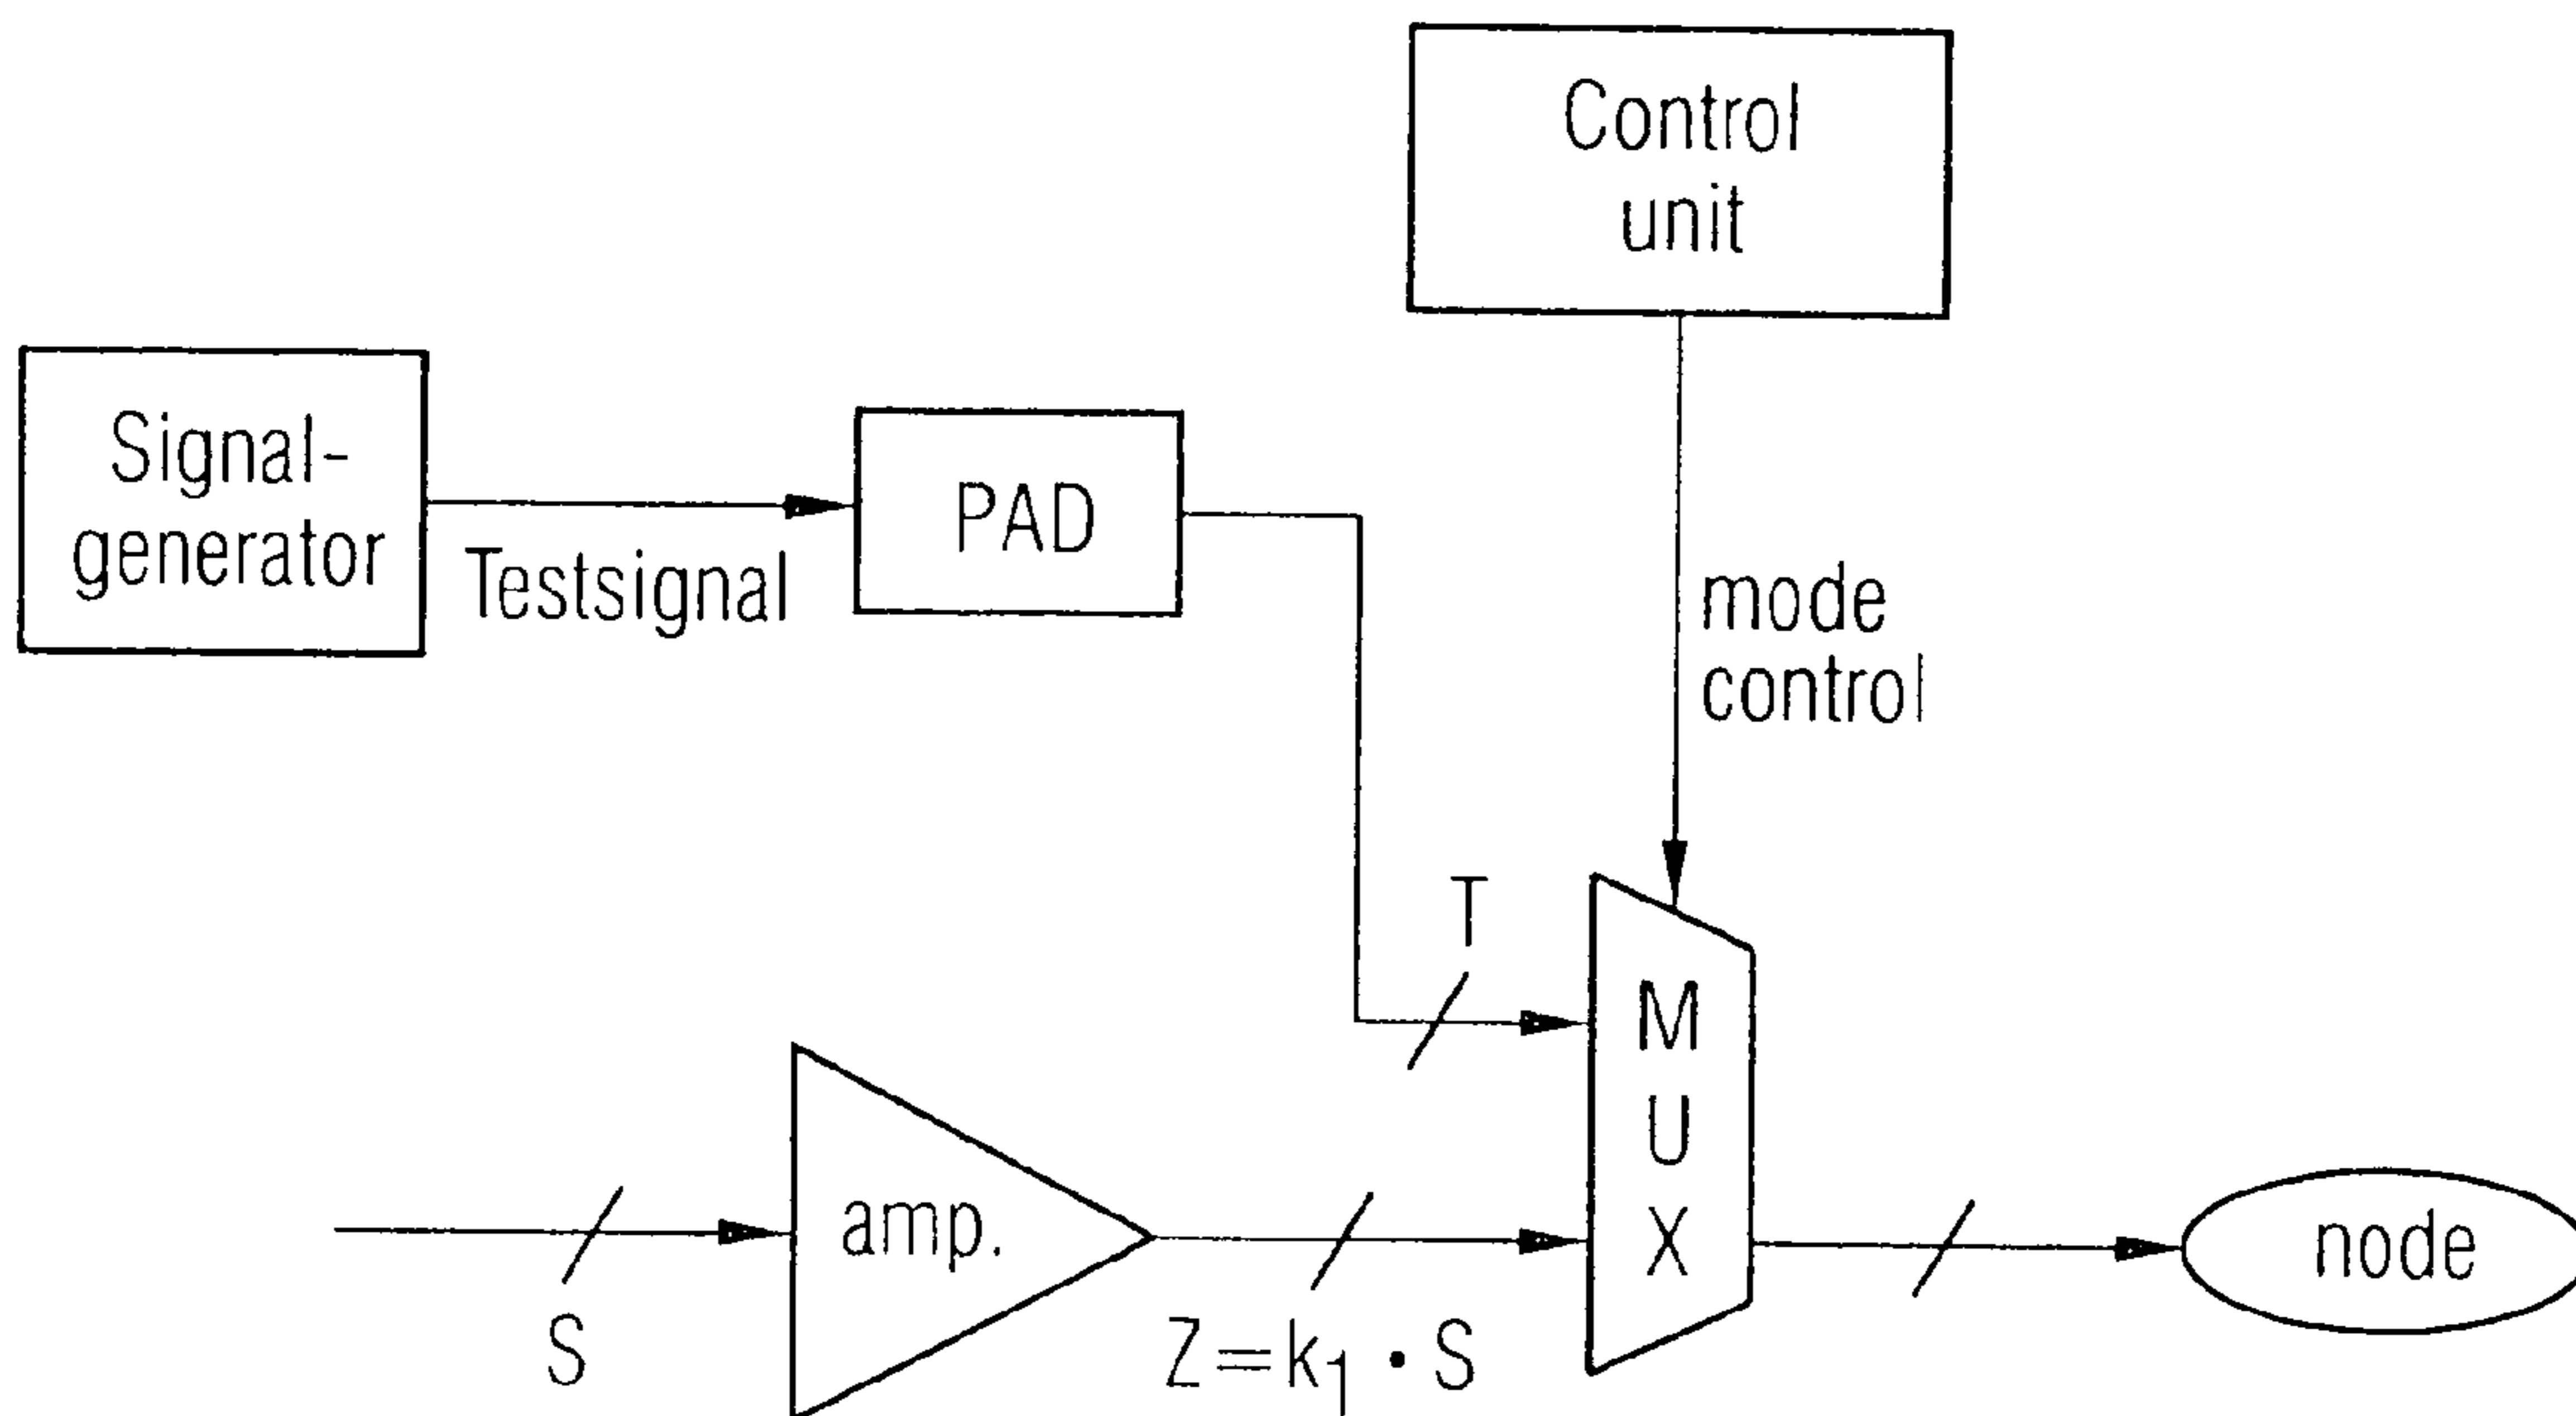 Control
unit
Signal-
generator
Testsignal
PAD
mode
control
T
M
U
X
amp.
S
Z=k₁・S
node